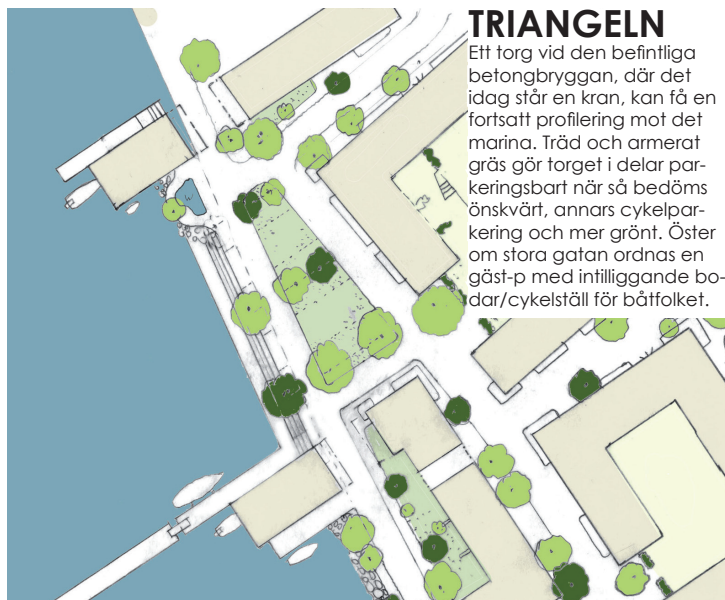 TRIANGELN
Ett torg vid den befintliga
betongbryggan, där det
idag står en kran, kan få en
fortsatt profilering mot det
marina. Träd och armerat
gräs gör torget i delar par-
keringsbart när så bedöms
önskvärt, annars cykelpar-
kering och mer grönt. Öster
om stora gatan ordnas en
gäst-p med intilliggande bo-
dar/cykelställ för båtfolket.